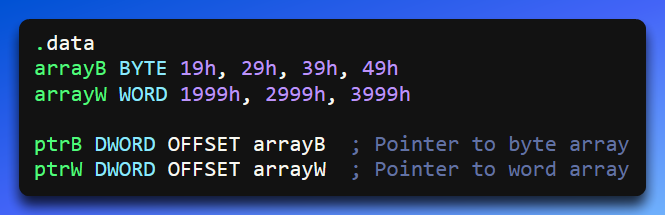 .data
arrayB BYTE 19h, 29h, 39h, 49h
arrayW WORD 1999h, 2999h, 3999h
ptrB DWORD OFFSET arrayB  ; Pointer to byte array
ptrW DWORD OFFSET arrayW  ; Pointer to word array